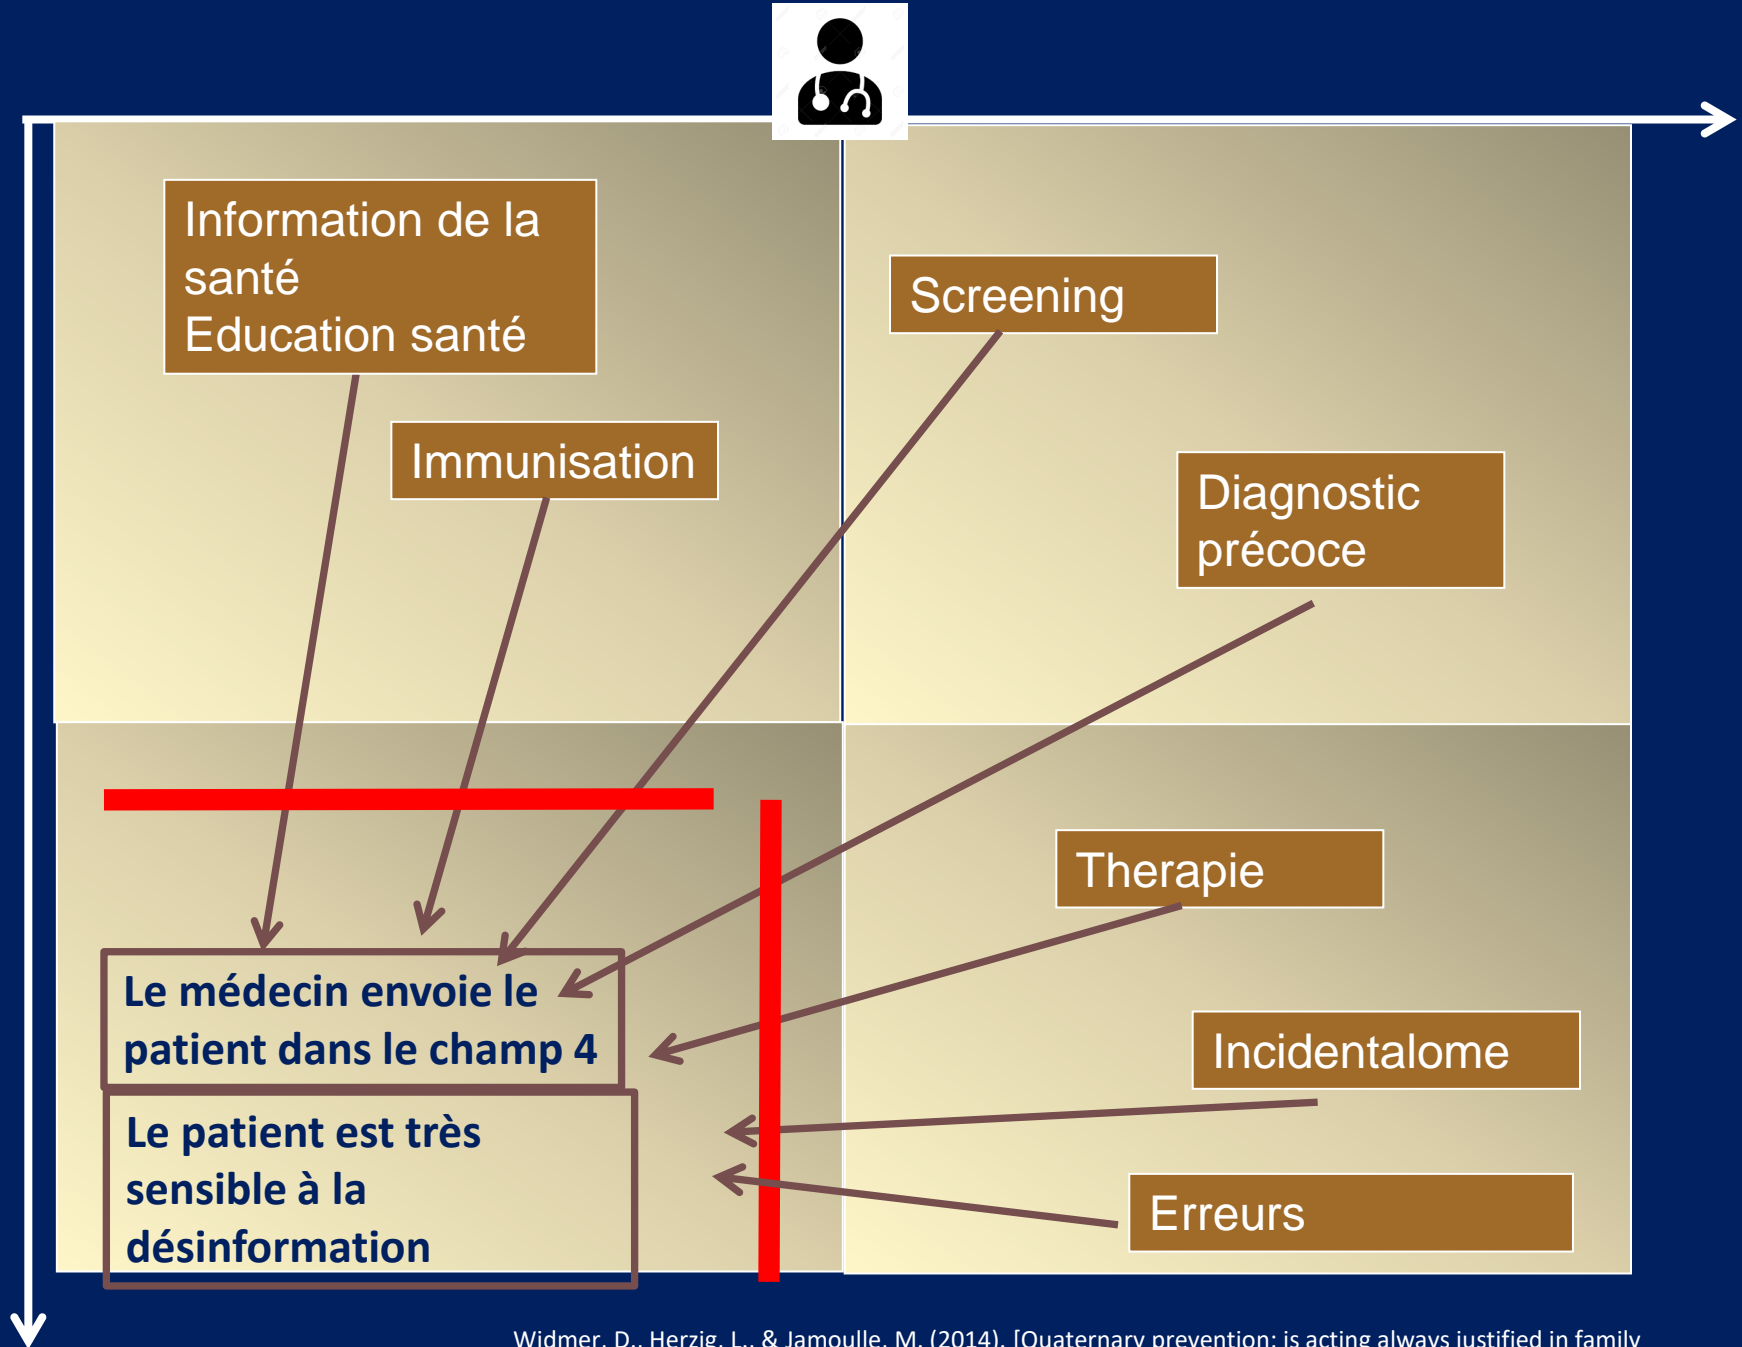 Information de la
santé
Education santé
Screening
Immunisation
Diagnostic
précoce
Therapie
Le médecin envoie le
patient dans le champ 4
Incidentalome
Le patient est très
sensible à la
désinformation
Erreurs
Widmer, D., Herzig, L., & Jamoulle, M. (2014). [Quaternary prevention: is acting always justified in family